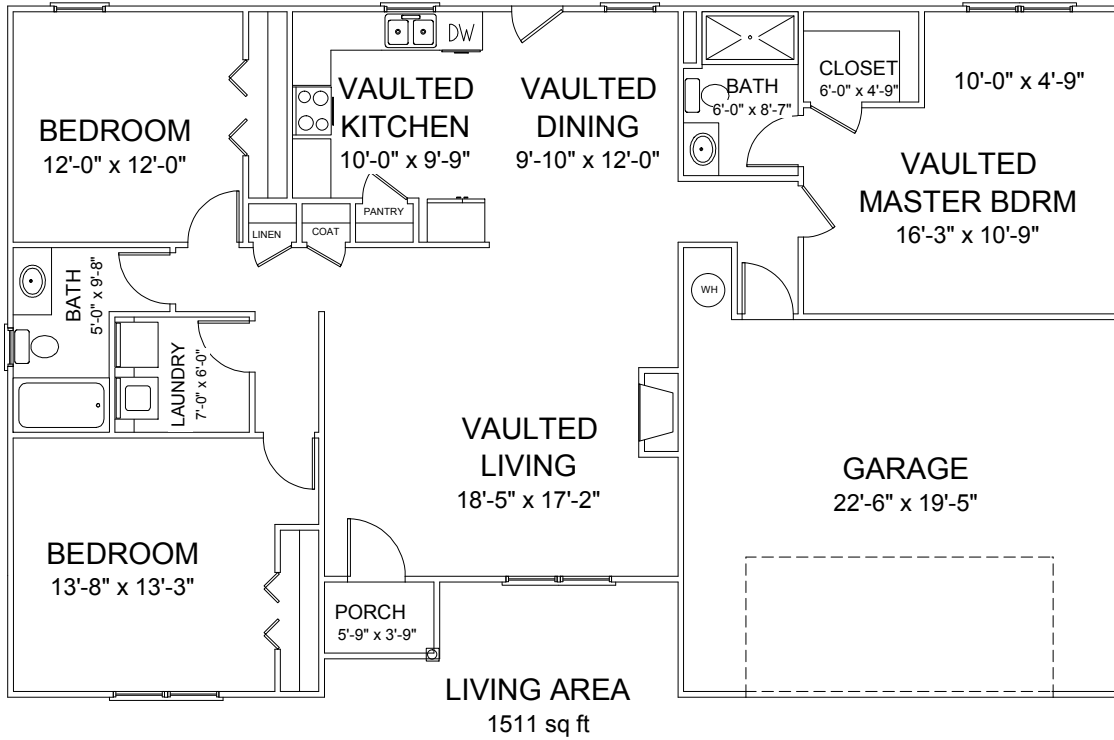 DW
BEDROOM
12'-0" x 12'-0"
VAULTED
KITCHEN
10'-0" x 9'-9"
VAULTED
DINING
9'-10" x 12'-0"
BATH
6'-0" x 8'-7"
CLOSET
6'-0" x 4'-9"
10'-0" x 4'-9"
VAULTED
MASTER BDRM
16'-3" x 10'-9"
LINEN
COAT
PANTRY
BATH
5'-0" x 9'-8"
WH
LAUNDRY
7'-0" x 6'-0"
VAULTED
LIVING
18'-5" x 17'-2"
GARAGE
22'-6" x 19'-5"
BEDROOM
13'-8" x 13'-3"
PORCH
5'-9" x 3'-9"
LIVING AREA
1511 sq ft